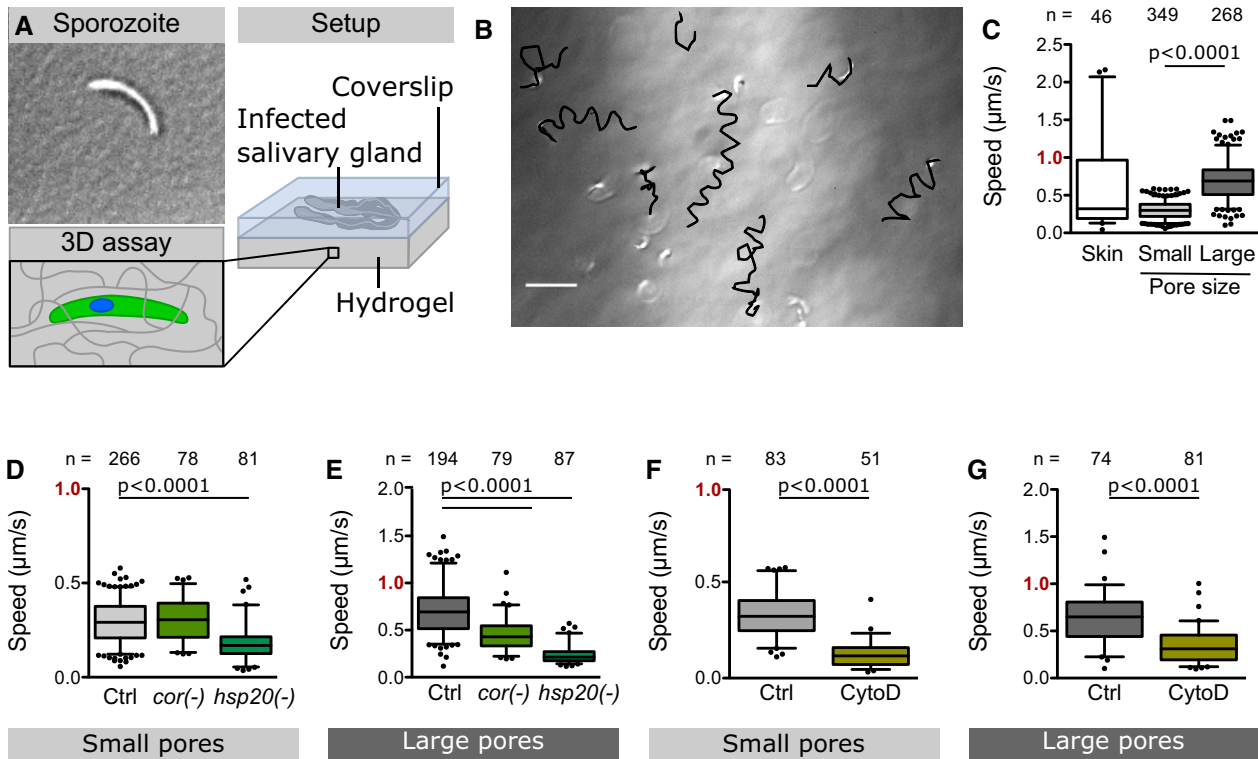 A
Sporozoite
Setup
Coverslip
Infected
salivary gland
3D assay
Hydrogel
B
C
n = 46 349 268
p<0.0001
Speed (µm/s)
2.5
2.0
1.5
1.0
0.5
0.0
Skin Small Large
Pore size
D
n = 266 78 81
p<0.0001
Speed (µm/s)
1.0
0.5
0.0
Ctrl cor(-) hsp20(-)
Small pores
E
n = 194 79 87
p<0.0001
Speed (µm/s)
2.0
1.5
1.0
0.5
0.0
Ctrl cor(-) hsp20(-)
Large pores
F
n = 83 51
p<0.0001
Speed (µm/s)
1.0
0.5
0.0
Ctrl CytoD
Small pores
G
n = 74 81
p<0.0001
Speed (µm/s)
2.0
1.5
1.0
0.5
0.0
Ctrl CytoD
Large pores